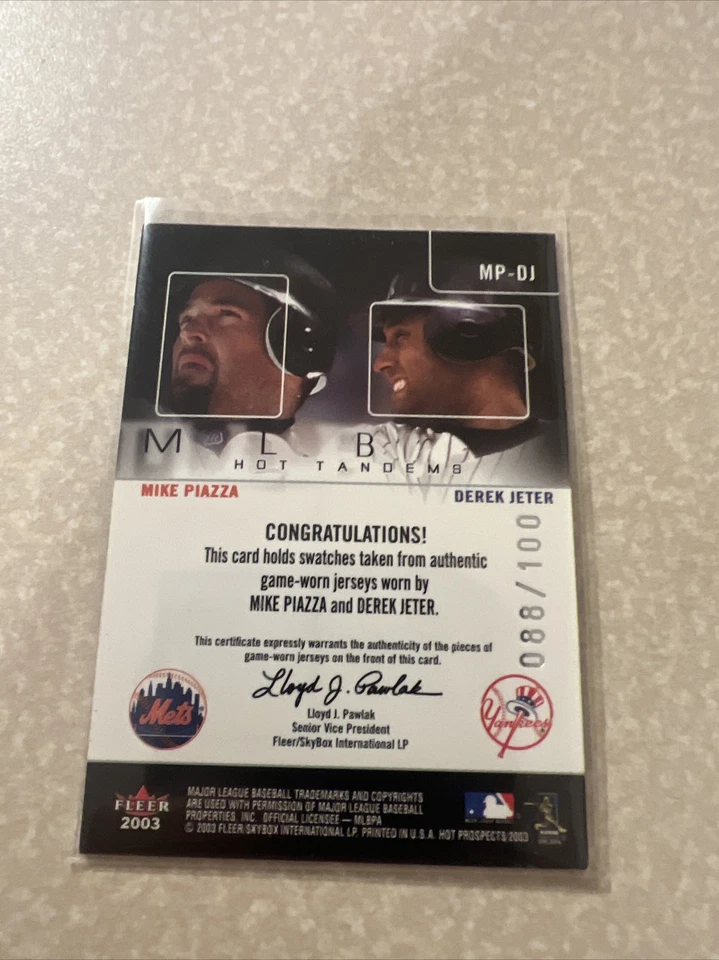 MP-DJ
MLB
HOT TANDEMS
MIKE PIAZZA
DEREK JETER
CONGRATULATIONS!
This card holds swatches taken from authentic
game-worn jerseys worn by
MIKE PIAZZA and DEREK JETER.
088/100
This certificate expressly warrants the authenticity of the pieces of
game-worn jerseys on the front of this card.
Lloyd J. Pawlak
Lloyd J. Pawlak
Senior Vice President
Fleer/SkyBox International LP
Mets
Yankees
FLEER
2003
MAJOR LEAGUE BASEBALL TRADEMARKS AND COPYRIGHTS
ARE USED WITH PERMISSION OF MAJOR LEAGUE BASEBALL
PROPERTIES, INC. OFFICIAL LICENSEE — MLBPA
© 2003 FLEER/SKYBOX INTERNATIONAL LP. PRINTED IN U.S.A. HOT PROSPECTS 2003